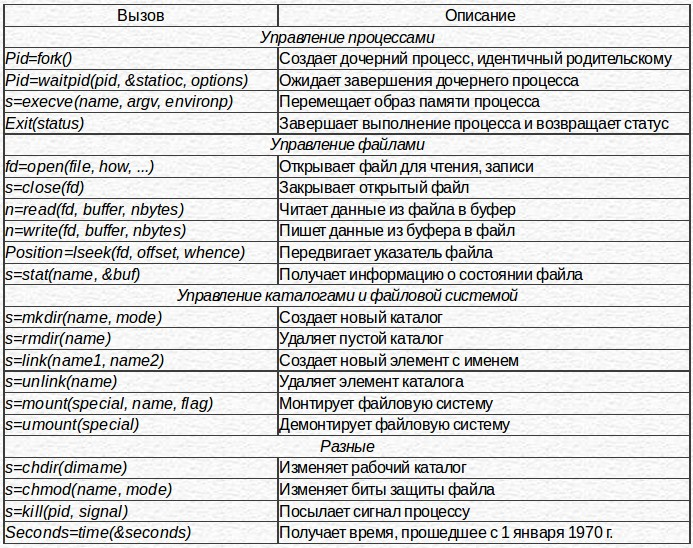 Вызов Описание
Управление процессами
Pid=fork() Создает дочерний процесс, идентичный родительскому
Pid=waitpid(pid, &statioc, options) Ожидает завершения дочернего процесса
s=execve(name, argv, environp) Перемещает образ памяти процесса
Exit(status) Завершает выполнение процесса и возвращает статус
Управление файлами
fd=open(file, how, ...) Открывает файл для чтения, записи
s=close(fd) Закрывает открытый файл
n=read(fd, buffer, nbytes) Читает данные из файла в буфер
n=write(fd, buffer, nbytes) Пишет данные из буфера в файл
Position=lseek(fd, offset, whence) Передвигает указатель файла
s=stat(name, &buf) Получает информацию о состоянии файла
Управление каталогами и файловой системой
s=mkdir(name, mode) Создает новый каталог
s=rmdir(name) Удаляет пустой каталог
s=link(name1, name2) Создает новый элемент с именем
s=unlink(name) Удаляет элемент каталога
s=mount(special, name, flag) Монтирует файловую систему
s=umount(special) Демонтирует файловую систему
Разные
s=chdir(dimame) Изменяет рабочий каталог
s=chmod(name, mode) Изменяет биты защиты файла
s=kill(pid, signal) Посылает сигнал процессу
Seconds=time(&seconds) Получает время, прошедшее с 1 января 1970 г.